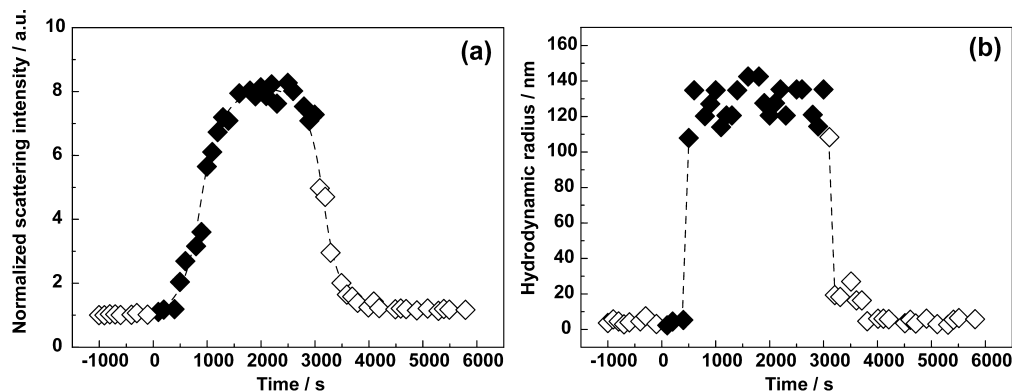 (a)
Normalized scattering intensity / a.u.
10
8
6
4
2
0
-1000 0 1000 2000 3000 4000 5000 6000
Time / s
(b)
Hydrodynamic radius / nm
160
140
120
100
80
60
40
20
0
-1000 0 1000 2000 3000 4000 5000 6000
Time / s